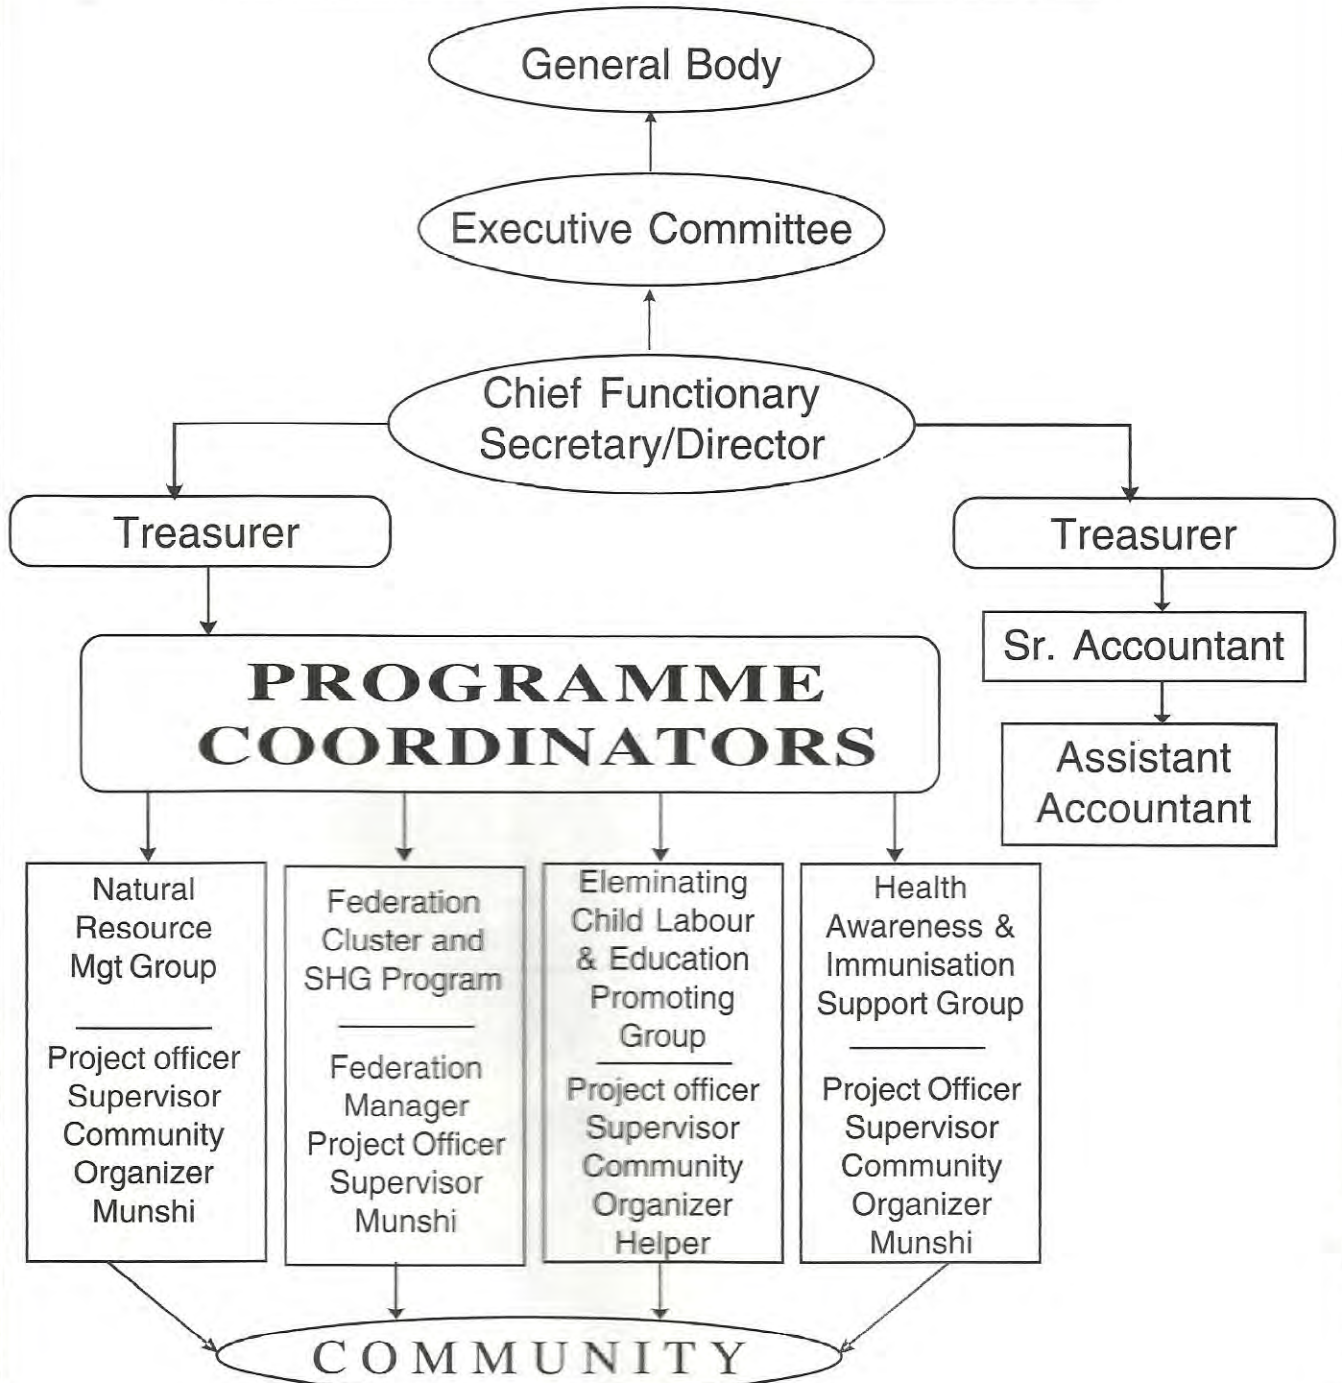 General Body
Executive Committee
Chief Functionary
Secretary/Director
Treasurer
Treasurer
Sr. Accountant
Assistant
Accountant
PROGRAMME
COORDINATORS
Natural
Resource
Mgt Group
Project officer
Supervisor
Community
Organizer
Munshi
Federation
Cluster and
SHG Program
Federation
Manager
Project Officer
Supervisor
Munshi
Eleminating
Child Labour
& Education
Promoting
Group
Project officer
Supervisor
Community
Organizer
Helper
Health
Awareness &
Immunisation
Support Group
Project Officer
Supervisor
Community
Organizer
Munshi
COMMUNITY